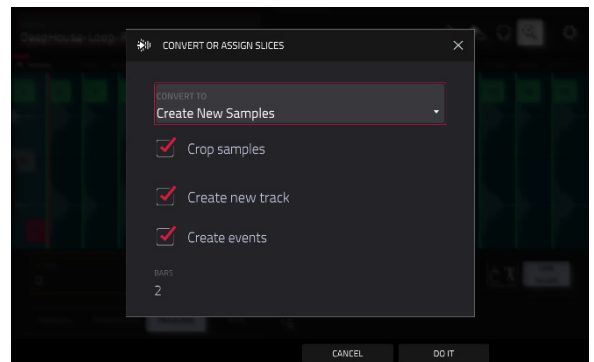 CONVERT OR ASSIGN SLICES
CONVERT TO
Create New Samples
Crop samples
Create new track
Create events
BARS
2
CANCEL
DO IT